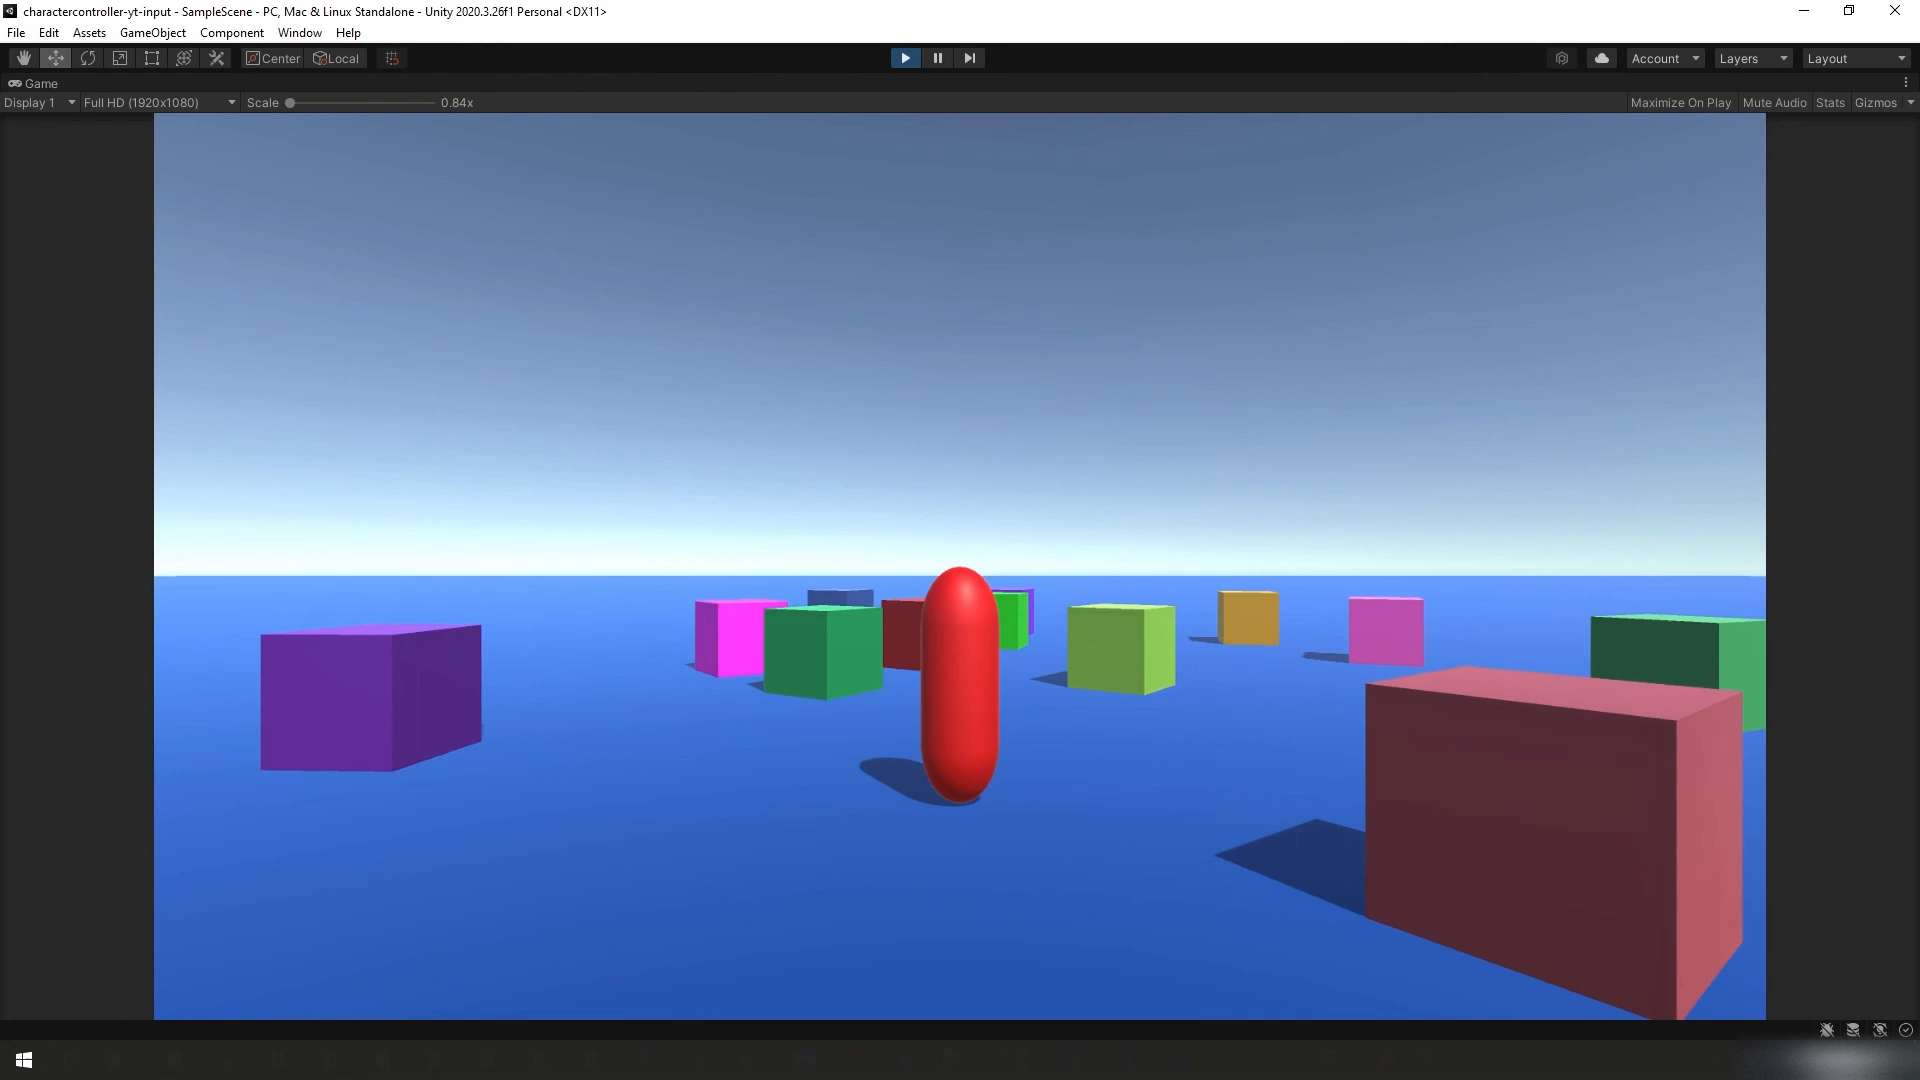 charactercontroller-yt-input - SampleScene - PC, Mac & Linux Standalone - Unity 2020.3.26f1 Personal <DX11>
File Edit Assets GameObject Component Window Help
Center Local Account Layers Layout
Game
Display 1 Full HD (1920x1080) Scale 0.84x Maximize On Play Mute Audio Stats Gizmos